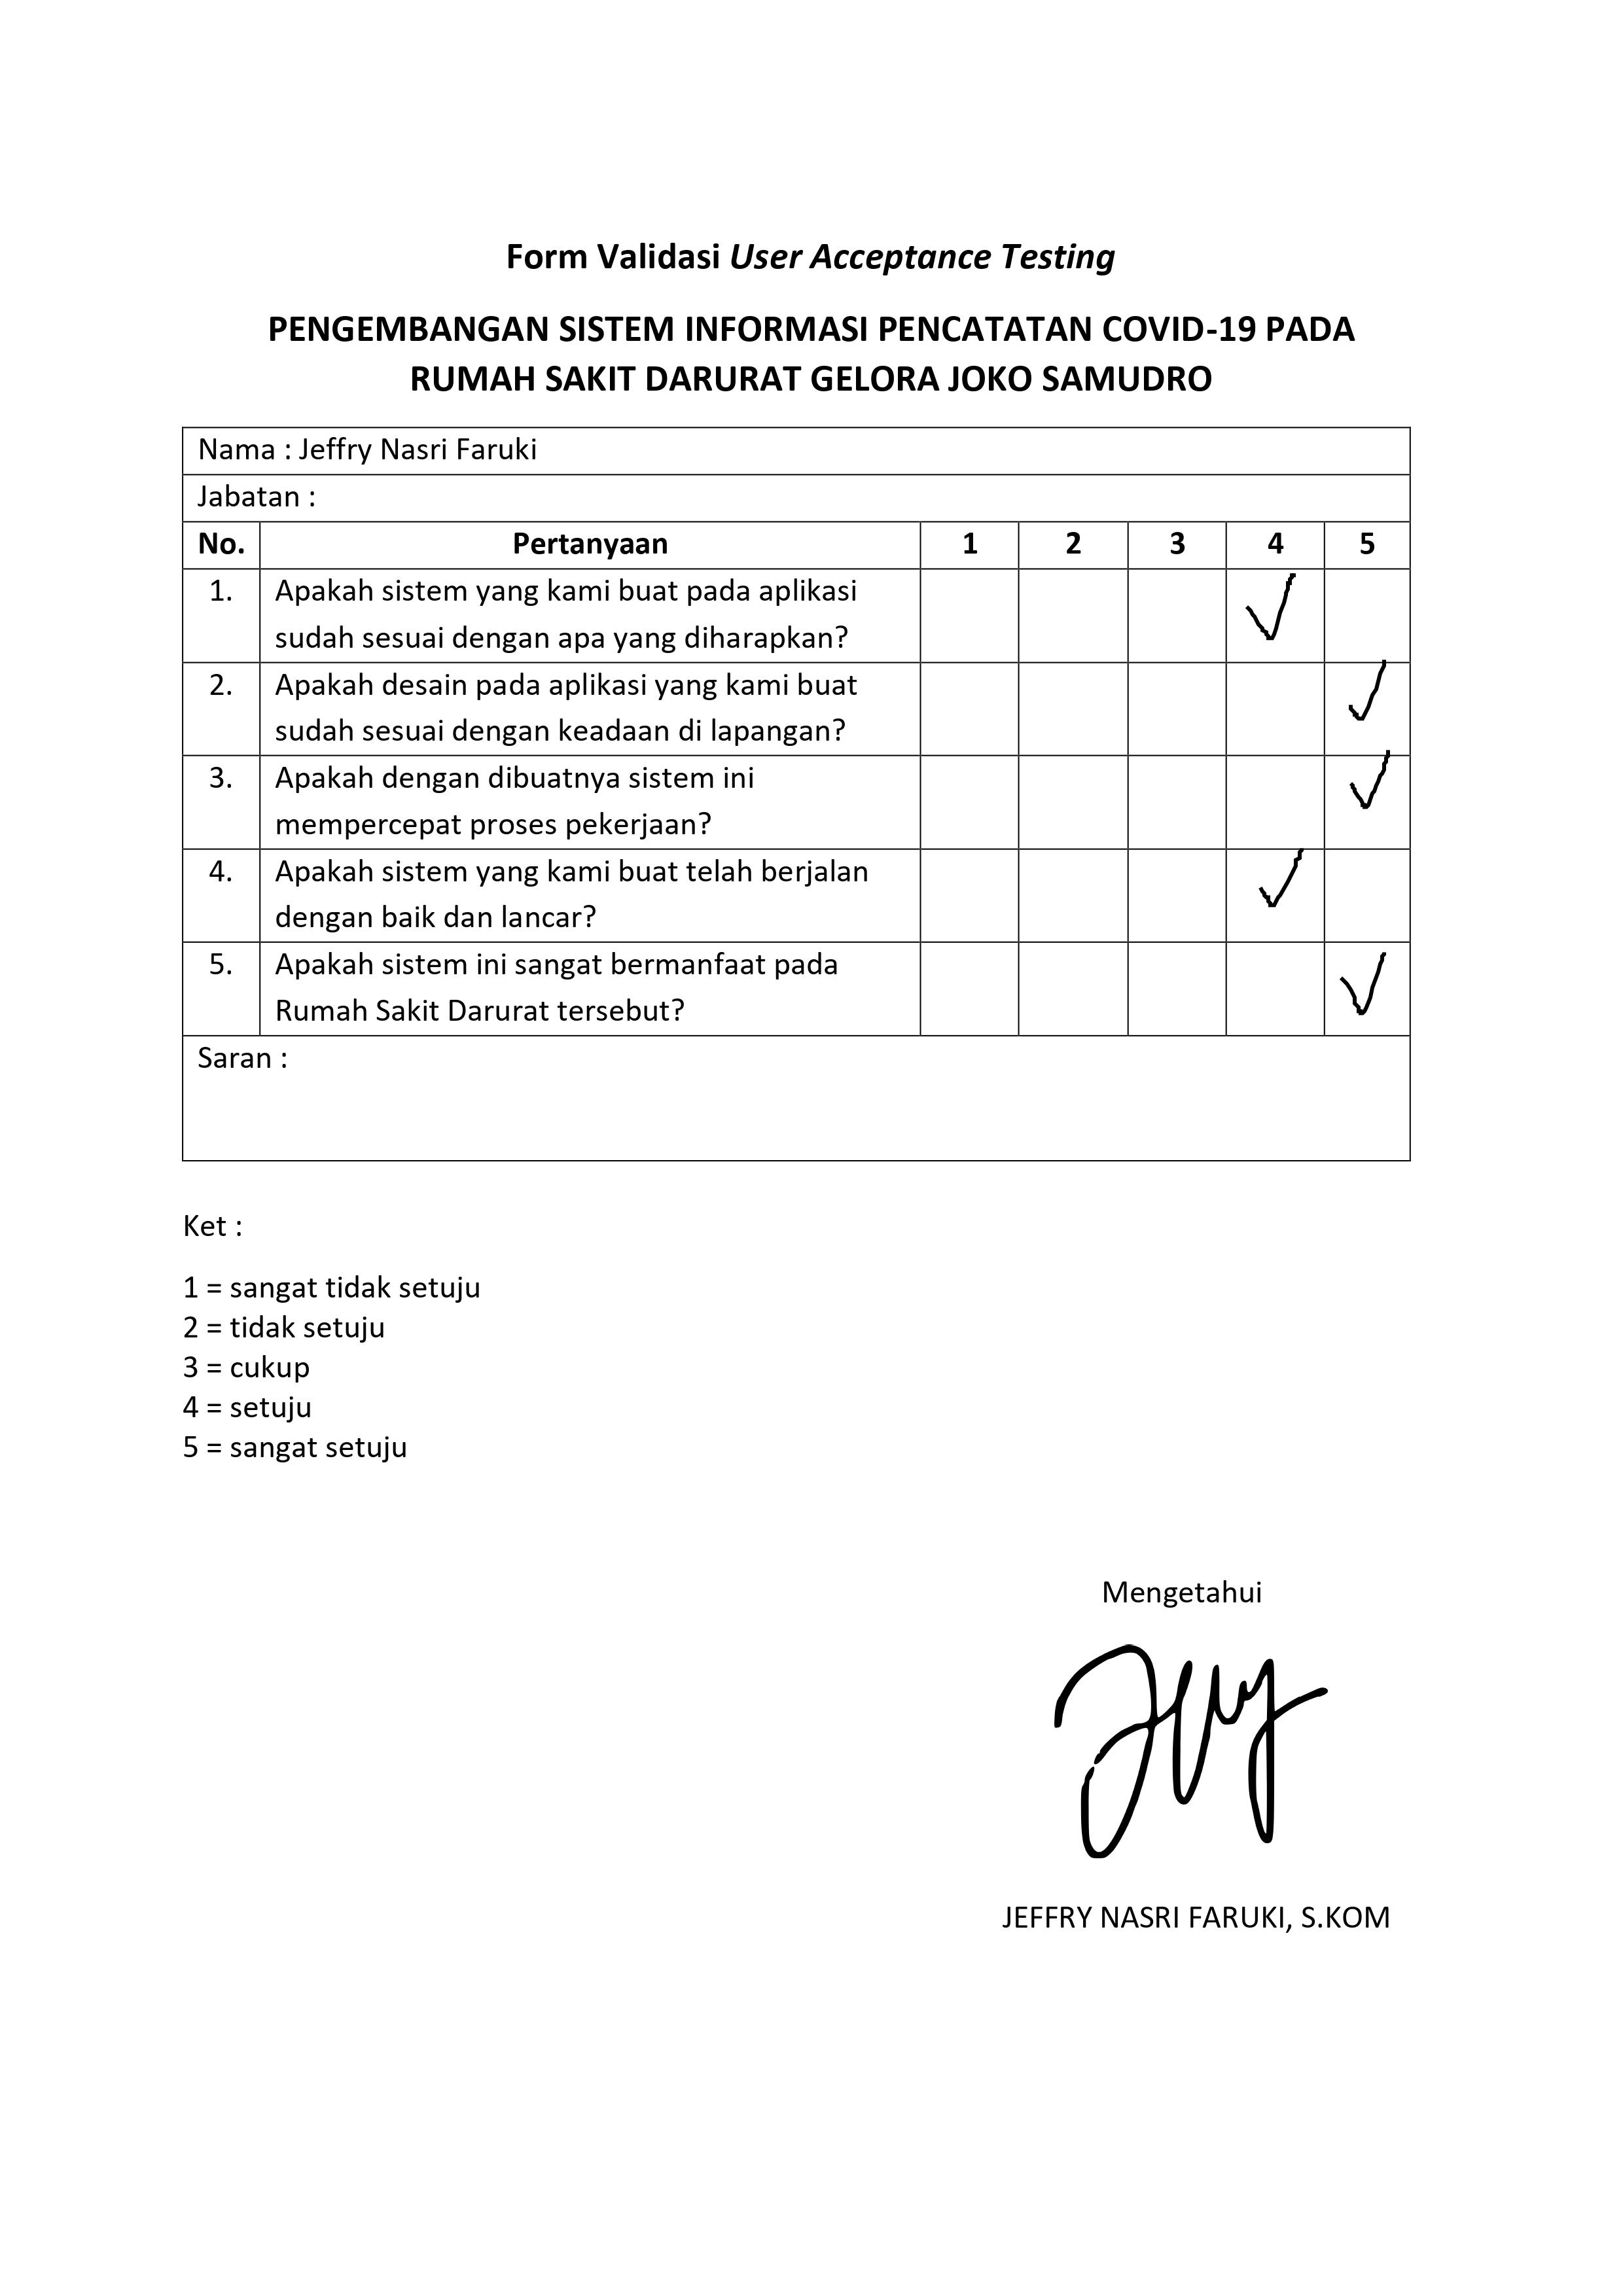 Form Validasi User Acceptance Testing
PENGEMBANGAN SISTEM INFORMASI PENCATATAN COVID-19 PADA
RUMAH SAKIT DARURAT GELORA JOKO SAMUDRO
Nama : Jeffry Nasri Faruki
Jabatan :
No. Pertanyaan 1 2 3 4 5
1. Apakah sistem yang kami buat pada aplikasi
sudah sesuai dengan apa yang diharapkan?
2. Apakah desain pada aplikasi yang kami buat
sudah sesuai dengan keadaan di lapangan?
3. Apakah dengan dibuatnya sistem ini
mempercepat proses pekerjaan?
4. Apakah sistem yang kami buat telah berjalan
dengan baik dan lancar?
5. Apakah sistem ini sangat bermanfaat pada
Rumah Sakit Darurat tersebut?
Saran :
Ket :
1 = sangat tidak setuju
2 = tidak setuju
3 = cukup
4 = setuju
5 = sangat setuju
Mengetahui
JEFFRY NASRI FARUKI, S.KOM